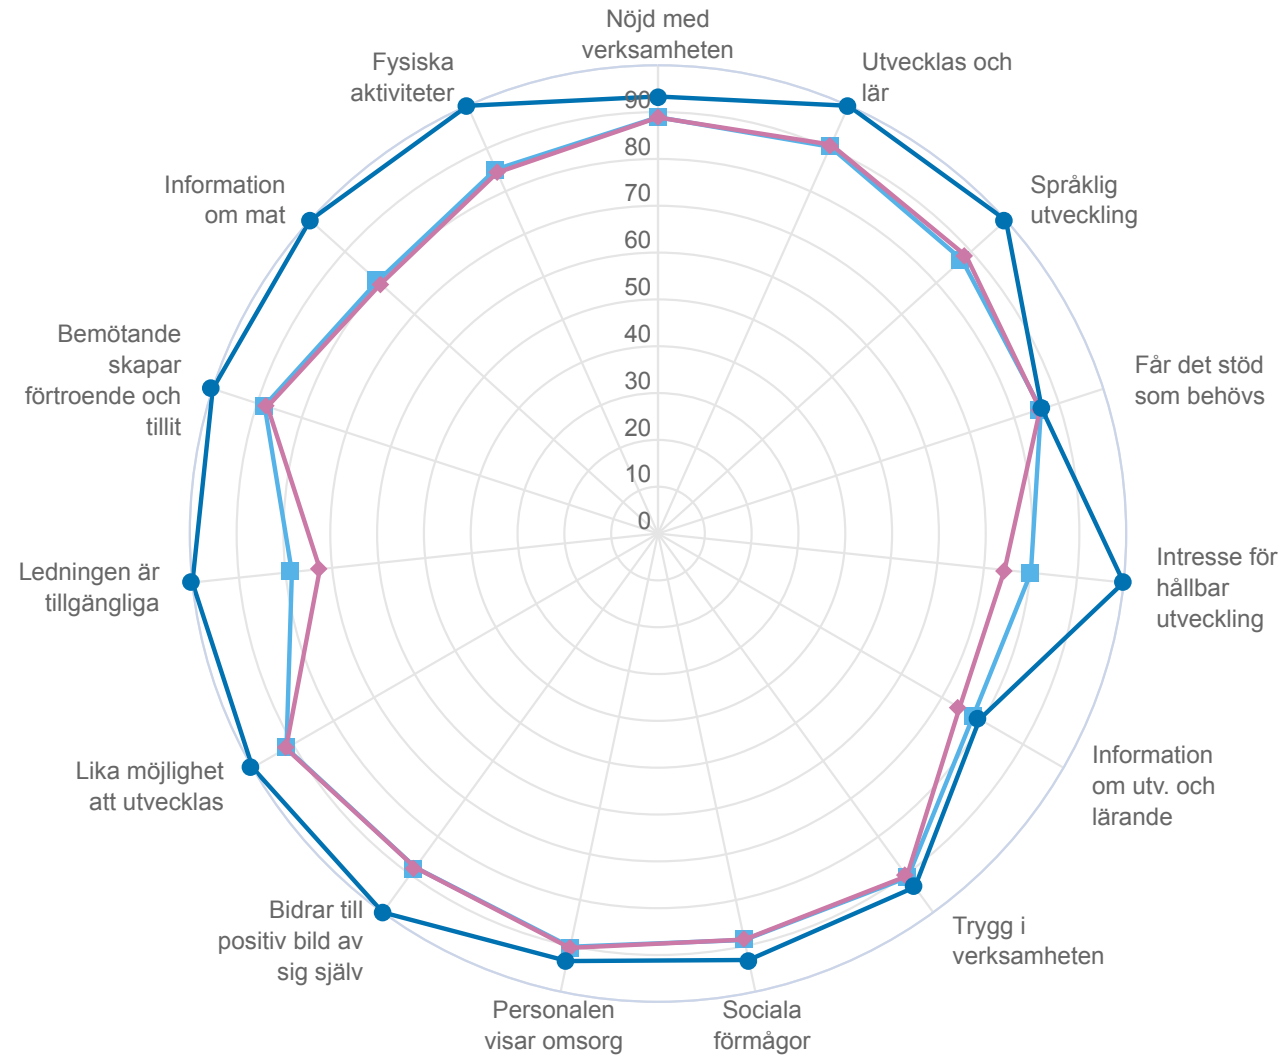 Nöjd med
verksamheten
Utvecklas och
lär
Språklig
utveckling
Får det stöd
som behövs
Intresse för
hållbar
utveckling
Information
om utv. och
lärande
Trygg i
verksamheten
Sociala
förmågor
Personalen
visar omsorg
Bidrar till
positiv bild av
sig själv
Lika möjlighet
att utvecklas
Ledningen är
tillgängliga
Bemötande
skapar
förtroende och
tillit
Information
om mat
Fysiska
aktiviteter
90
80
70
60
50
40
30
20
10
0